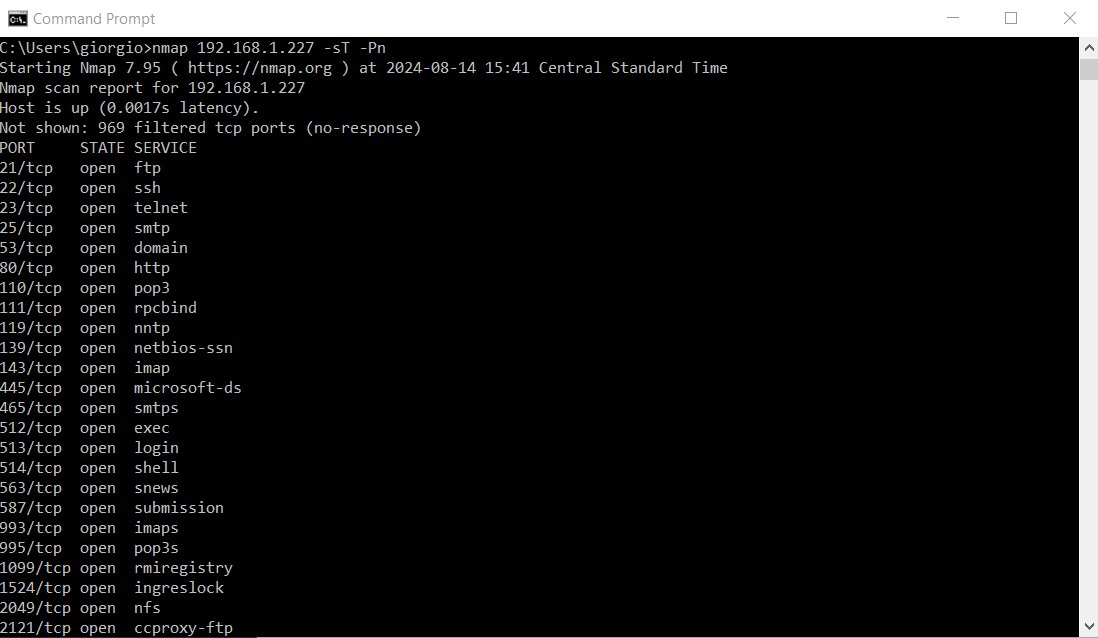 Command Prompt
C:\Users\giorgio>nmap 192.168.1.227 -sT -Pn
Starting Nmap 7.95 ( https://nmap.org ) at 2024-08-14 15:41 Central Standard Time
Nmap scan report for 192.168.1.227
Host is up (0.0017s latency).
Not shown: 969 filtered tcp ports (no-response)
PORT     STATE SERVICE
21/tcp   open  ftp
22/tcp   open  ssh
23/tcp   open  telnet
25/tcp   open  smtp
53/tcp   open  domain
80/tcp   open  http
110/tcp  open  pop3
111/tcp  open  rpcbind
119/tcp  open  nntp
139/tcp  open  netbios-ssn
143/tcp  open  imap
445/tcp  open  microsoft-ds
465/tcp  open  smtps
512/tcp  open  exec
513/tcp  open  login
514/tcp  open  shell
563/tcp  open  snews
587/tcp  open  submission
993/tcp  open  imaps
995/tcp  open  pop3s
1099/tcp open  rmiregistry
1524/tcp open  ingreslock
2049/tcp open  nfs
2121/tcp open  ccproxy-ftp